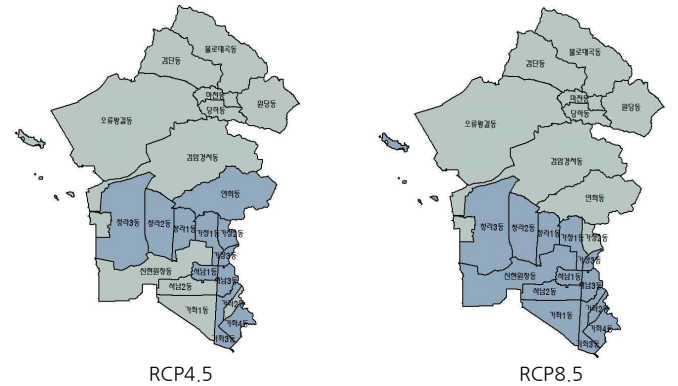 불로대곡동
검단동
마전동
원당동
당하동
오류왕길동
검암경서동
연희동
청라3동
청라2동
청라1동
가정1동
가정2동
가정3동
신현원창동
석남1동
석남2동
석남3동
가좌1동
가좌2동
가좌4동
가좌3동
RCP4.5
불로대곡동
검단동
마전동
원당동
당하동
오류왕길동
검암경서동
연희동
청라3동
청라2동
청라1동
가정1동
가정2동
가정3동
신현원창동
석남1동
석남2동
석남3동
가좌1동
가좌2동
가좌4동
가좌3동
RCP8.5